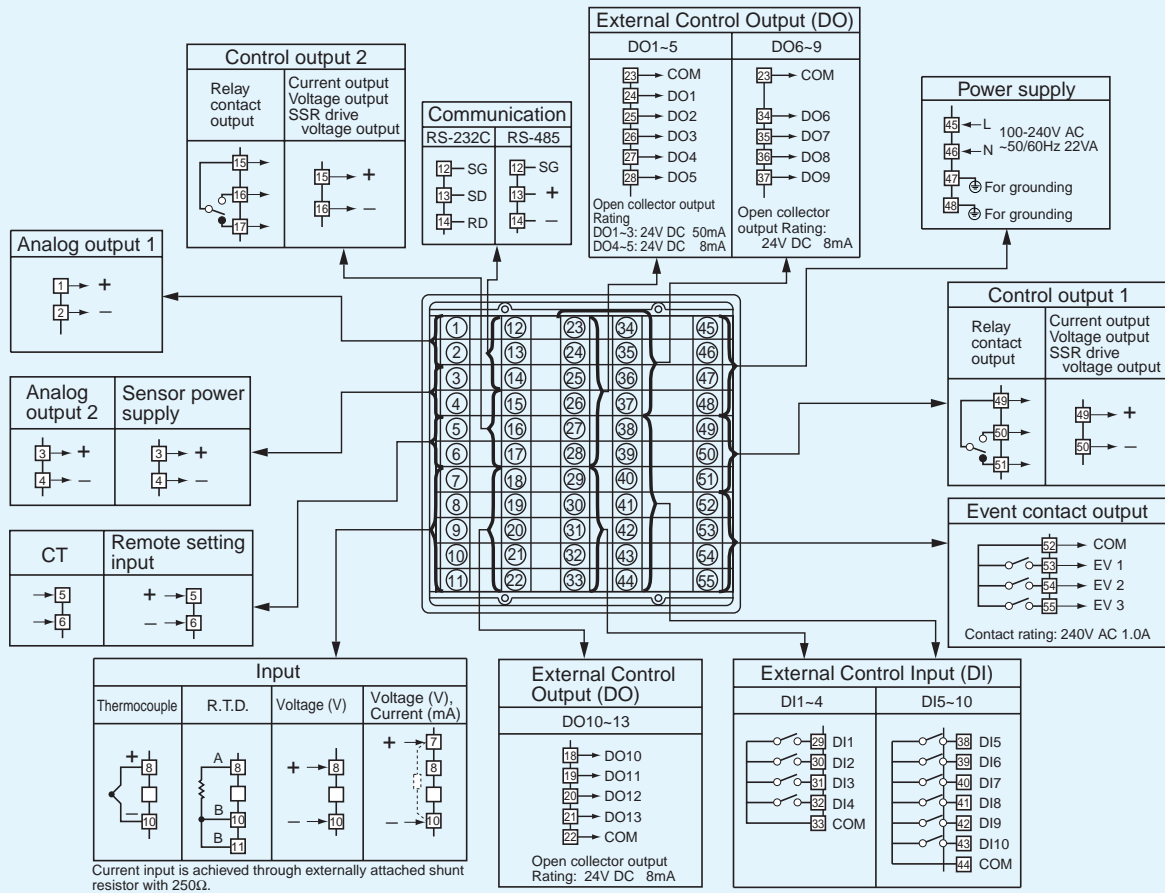 External Control Output (DO)
DO1~5
DO6~9
23 COM
24 DO1
25 DO2
26 DO3
27 DO4
28 DO5
Open collector output
Rating
DO1~3: 24V DC 50mA
DO4~5: 24V DC 8mA
23 COM
34 DO6
35 DO7
36 DO8
37 DO9
Open collector
output Rating:
24V DC 8mA
Control output 2
Relay
contact
output
15
16
17
Current output
Voltage output
SSR drive
voltage output
15 +
16 −
Communication
RS-232C
RS-485
12 SG
13 SD
14 RD
12 SG
13 +
14 −
Power supply
45 L
46 N
100-240V AC
~50/60Hz 22VA
47 For grounding
48 For grounding
Analog output 1
1 +
2 −
Analog
output 2
3 +
4 −
Sensor power
supply
3 +
4 −
CT
5
6
Remote setting
input
+ 5
− 6
1 12 23 34 45
2 13 24 35 46
3 14 25 36 47
4 15 26 37 48
5 16 27 38 49
6 17 28 39 50
7 18 29 40 51
8 19 30 41 52
9 20 31 42 53
10 21 32 43 54
11 22 33 44 55
Control output 1
Relay
contact
output
49
50
51
Current output
Voltage output
SSR drive
voltage output
49 +
50 −
Event contact output
52 COM
53 EV 1
54 EV 2
55 EV 3
Contact rating: 240V AC 1.0A
Input
Thermocouple
+ 8
− 10
R.T.D.
A 8
B 10
B 11
Voltage (V)
+ 8
− 10
Voltage (V),
Current (mA)
+ 7
8
− 10
Current input is achieved through externally attached shunt
resistor with 250Ω.
External Control
Output (DO)
DO10~13
18 DO10
19 DO11
20 DO12
21 DO13
22 COM
Open collector output
Rating: 24V DC 8mA
External Control Input (DI)
DI1~4
29 DI1
30 DI2
31 DI3
32 DI4
33 COM
DI5~10
38 DI5
39 DI6
40 DI7
41 DI8
42 DI9
43 DI10
44 COM